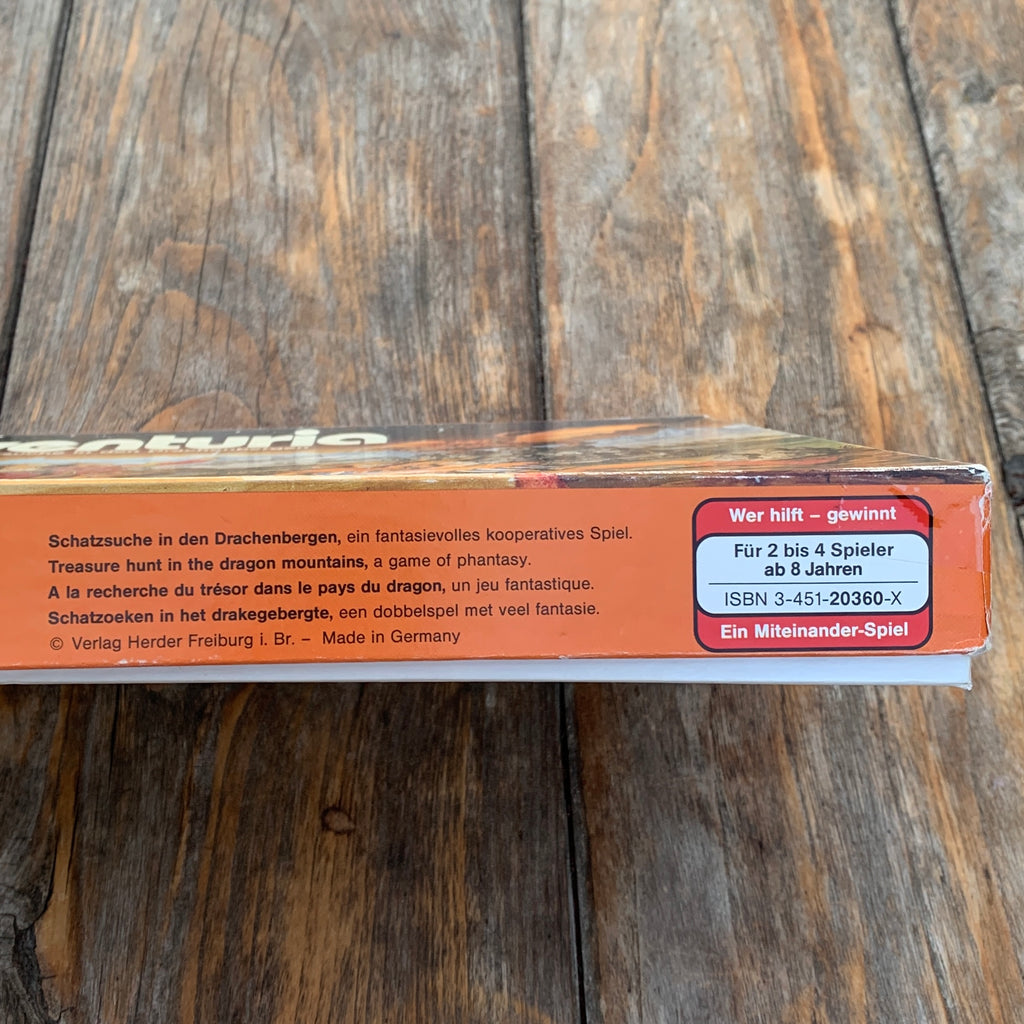 enturia
Schatzsuche in den Drachenbergen, ein fantasievolles kooperatives Spiel.
Treasure hunt in the dragon mountains, a game of phantasy.
A la recherche du trésor dans le pays du dragon, un jeu fantastique.
Schatzoeken in het drakegebergte, een dobbelspel met veel fantasie.
© Verlag Herder Freiburg i. Br. – Made in Germany
Wer hilft – gewinnt
Für 2 bis 4 Spieler
ab 8 Jahren
ISBN 3-451-20360-X
Ein Miteinander-Spiel